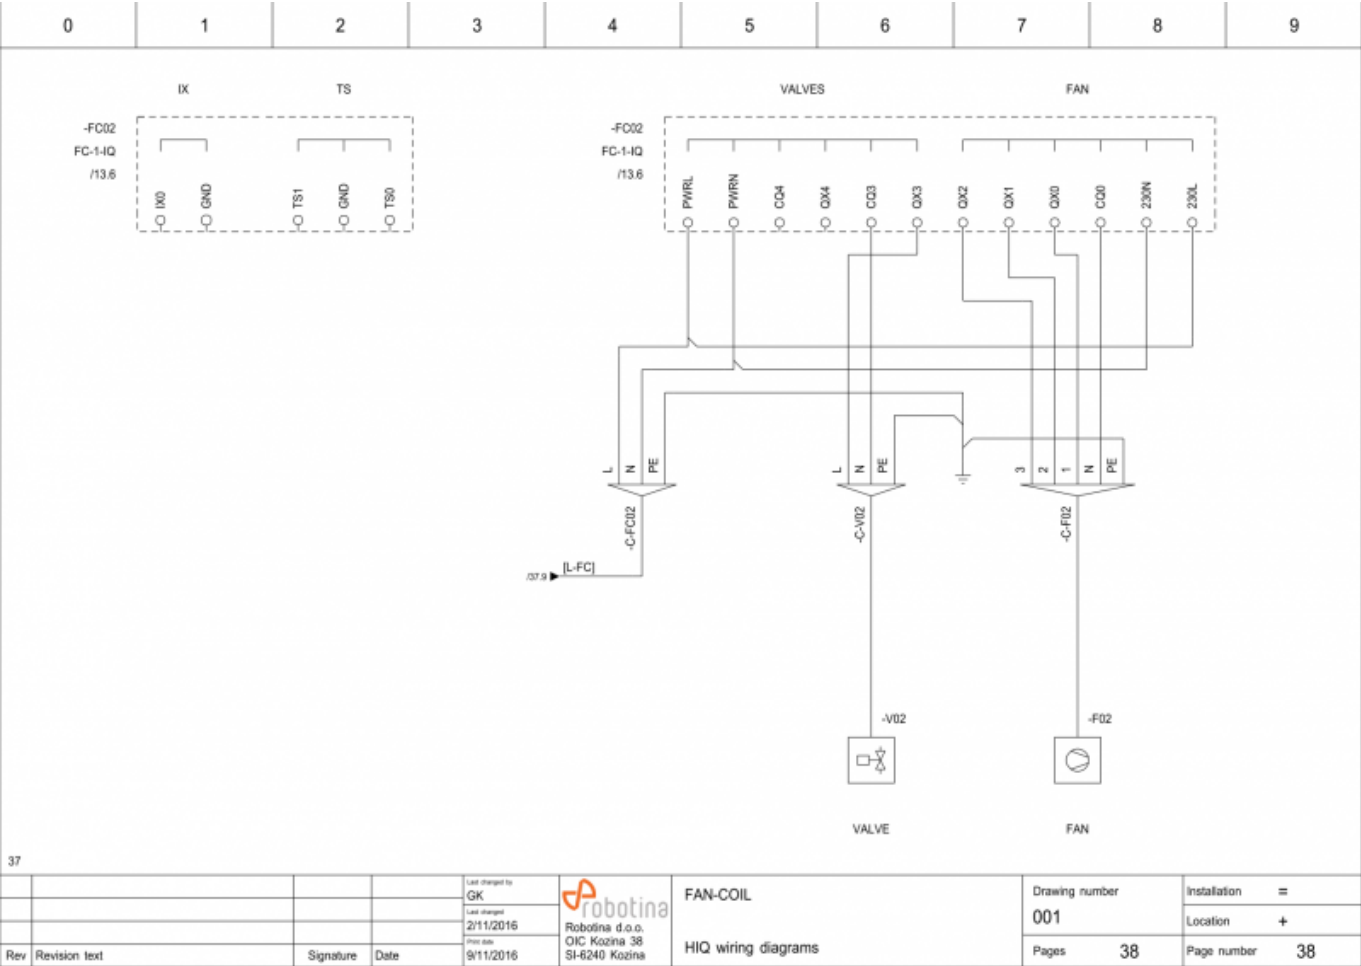 0 1 2 3 4 5 6 7 8 9
IX TS VALVES FAN
-FC02
FC-1-IQ
/13.6
IX0 GND TS1 GND TS0
-FC02
FC-1-IQ
/13.6
PWRL PWRN CQ4 QX4 CQ3 QX3 QX2 QX1 QX0 CQ0 230N 230L
L N PE L N PE 3 2 1 N PE
-C-FC02 -C-V02 -C-F02
/37.9 [L-FC]
-V02 -F02
VALVE FAN
37
Rev Revision text Signature Date
Last changed by
GK
Last changed
2/11/2016
Print date
9/11/2016
robotina
Robotina d.o.o.
OIC Kozina 38
SI-6240 Kozina
FAN-COIL
HIQ wiring diagrams
Drawing number
001
Pages 38
Installation =
Location +
Page number 38